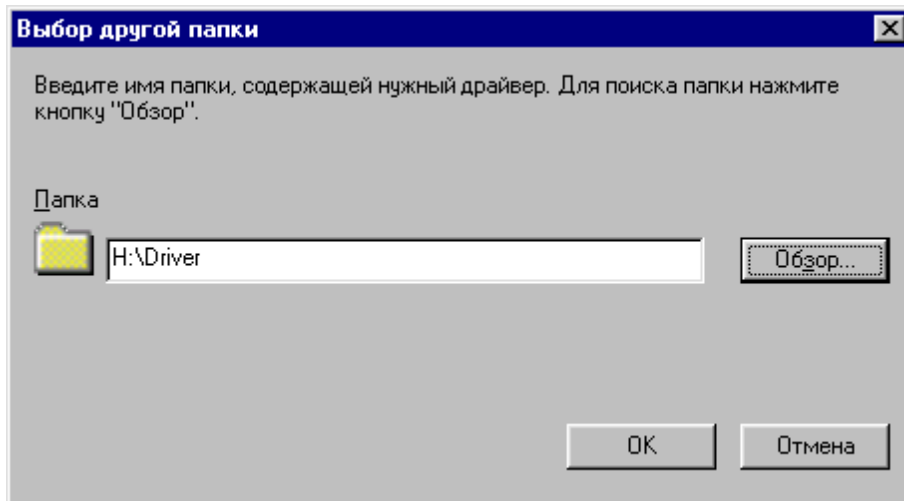 Выбор другой папки
Введите имя папки, содержащей нужный драйвер. Для поиска папки нажмите
кнопку "Обзор".
Папка
H:\Driver
Обзор...
OK
Отмена